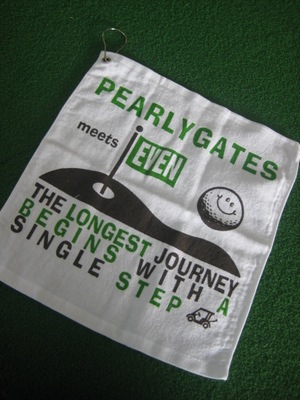 PEARLYGATES
meets
EVEN
THE LONGEST JOURNEY
BEGINS WITH A
SINGLE STEP